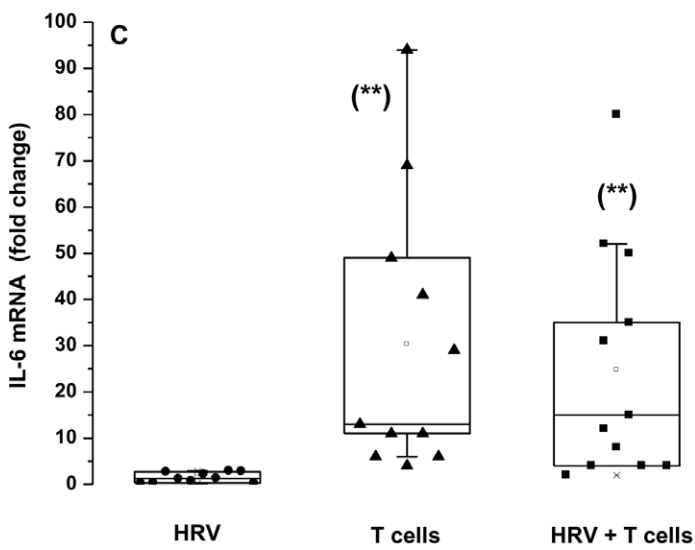 C
IL-6 mRNA (fold change)
100
90
80
70
60
50
40
30
20
10
0
(**)
(**)
HRV
T cells
HRV + T cells